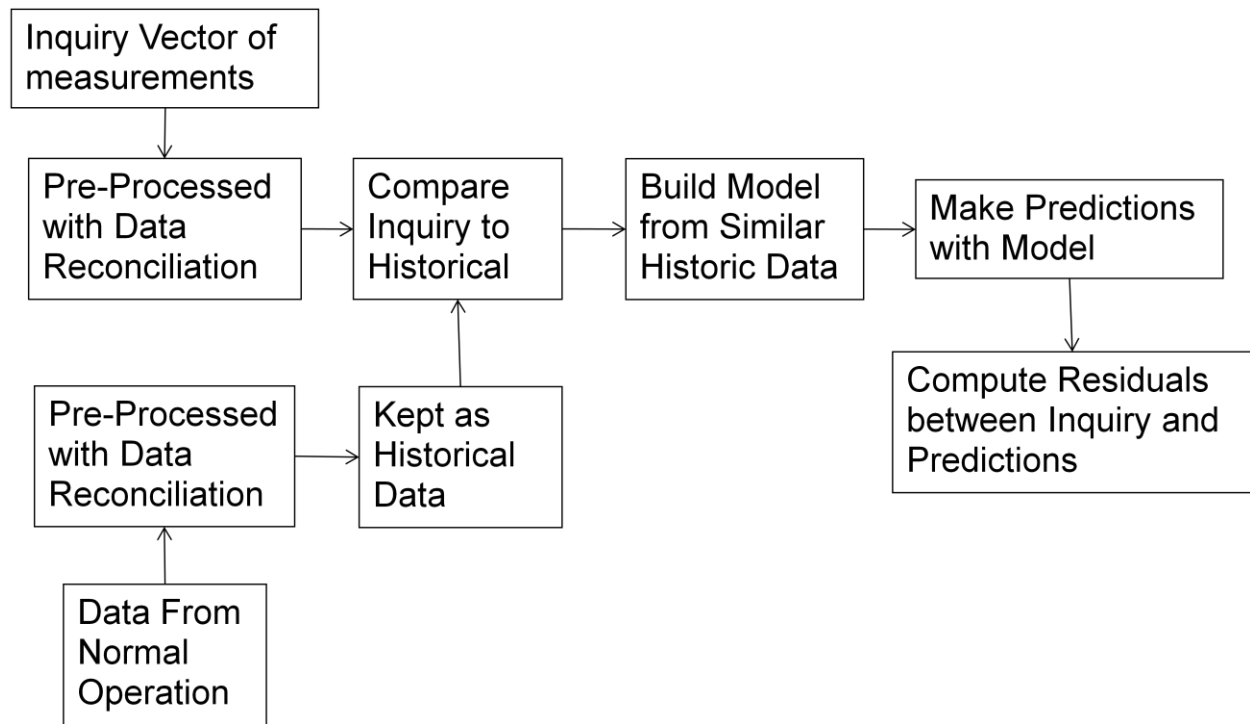 Inquiry Vector of
measurements
Pre-Processed
with Data
Reconciliation
Compare
Inquiry to
Historical
Build Model
from Similar
Historic Data
Make Predictions
with Model
Compute Residuals
between Inquiry and
Predictions
Pre-Processed
with Data
Reconciliation
Kept as
Historical
Data
Data From
Normal
Operation